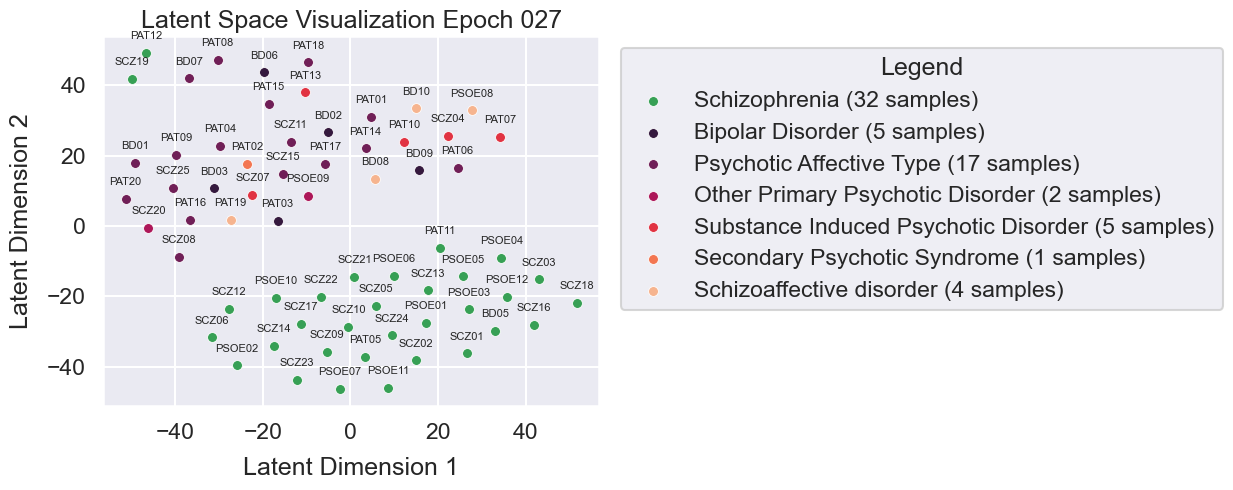 Latent Space Visualization Epoch 027
Latent Dimension 2
40
20
0
−20
−40
PAT12
SCZ19
BD07
PAT08
BD06
PAT18
PAT13
PAT15
BD02
PAT01
BD10
PSOE08
SCZ11
PAT14
PAT10
SCZ04
PAT07
BD01
PAT09
PAT04
PAT02
SCZ15
PAT17
BD08
BD09
PAT06
SCZ25
BD03
SCZ07
PSOE09
PAT20
SCZ20
PAT16
PAT19
PAT03
SCZ08
PAT11
PSOE04
SCZ21
PSOE06
PSOE05
SCZ03
PSOE10
SCZ22
SCZ13
PSOE12
SCZ18
SCZ12
SCZ05
PSOE03
SCZ17
SCZ10
PSOE01
BD05
SCZ16
SCZ06
SCZ14
SCZ09
SCZ24
PAT05
SCZ02
SCZ01
PSOE02
SCZ23
PSOE07
PSOE11
−40
−20
0
20
40
Latent Dimension 1
Legend
Schizophrenia (32 samples)
Bipolar Disorder (5 samples)
Psychotic Affective Type (17 samples)
Other Primary Psychotic Disorder (2 samples)
Substance Induced Psychotic Disorder (5 samples)
Secondary Psychotic Syndrome (1 samples)
Schizoaffective disorder (4 samples)